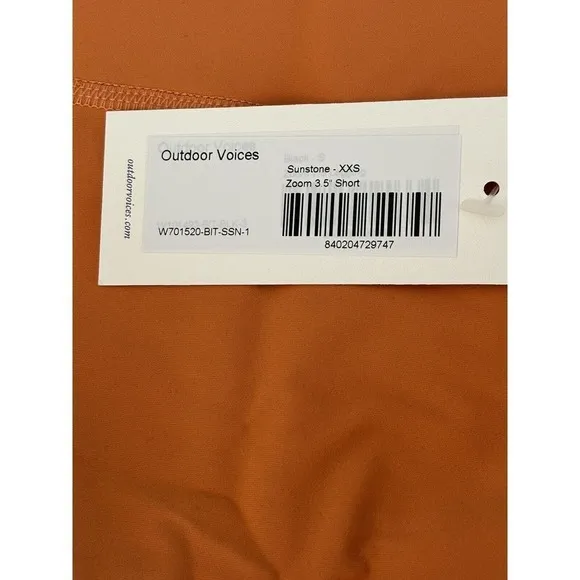 outdoorvoices.com
Outdoor Voices
Sunstone - XXS
Zoom 3.5" Short
W701520-BIT-SSN-1
840204729747